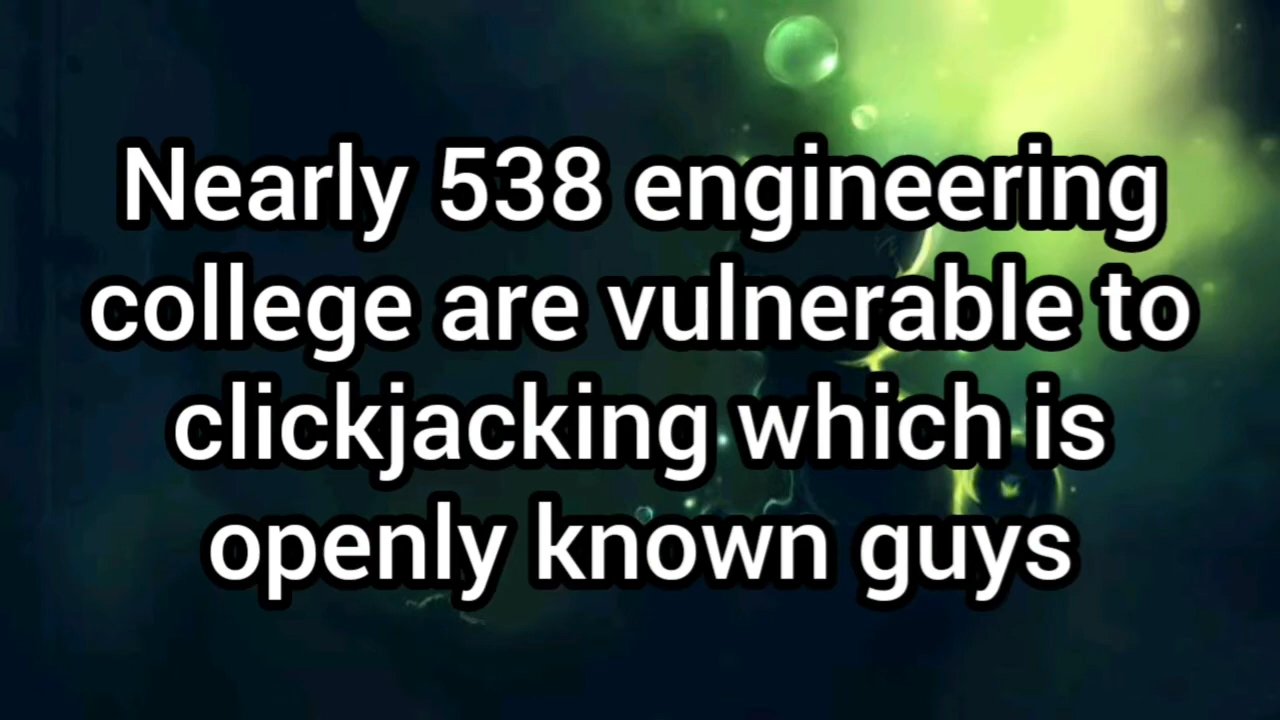 Nearly 538 engineering
college are vulnerable to
clickjacking which is
openly known guys